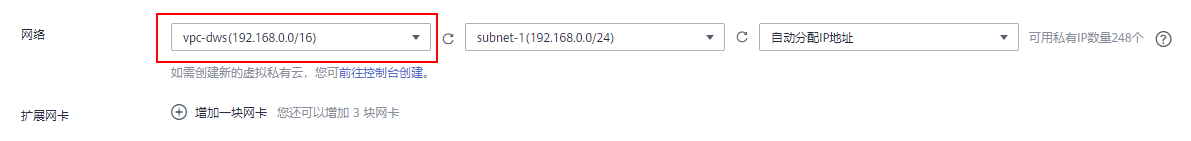 网络 vpc-dws(192.168.0.0/16) subnet-1(192.168.0.0/24) 自动分配IP地址 可用私有IP数量248个 ?
如需创建新的虚拟私有云，您可前往控制台创建。
扩展网卡 增加一块网卡 您还可以增加 3 块网卡